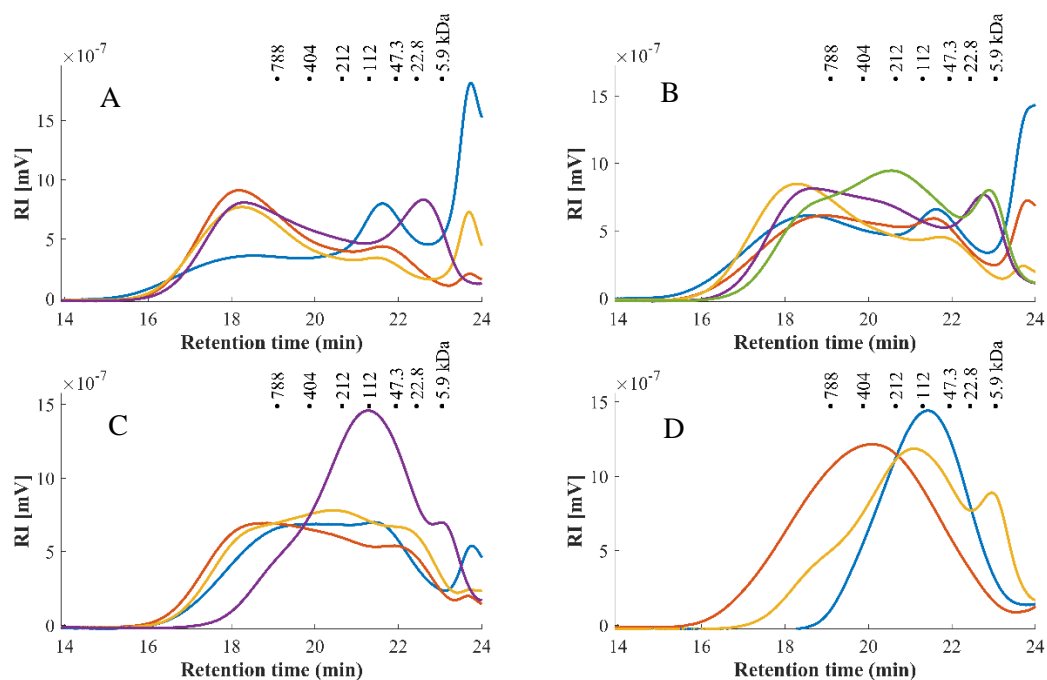 ×10⁻⁷
788
404
212
112
47.3
22.8
5.9 kDa
A
15
10
5
0
RI [mV]
14 16 18 20 22 24
Retention time (min)
×10⁻⁷
788
404
212
112
47.3
22.8
5.9 kDa
B
15
10
5
0
RI [mV]
14 16 18 20 22 24
Retention time (min)
×10⁻⁷
788
404
212
112
47.3
22.8
5.9 kDa
C
15
10
5
0
RI [mV]
14 16 18 20 22 24
Retention time (min)
×10⁻⁷
788
404
212
112
47.3
22.8
5.9 kDa
D
15
10
5
0
RI [mV]
14 16 18 20 22 24
Retention time (min)